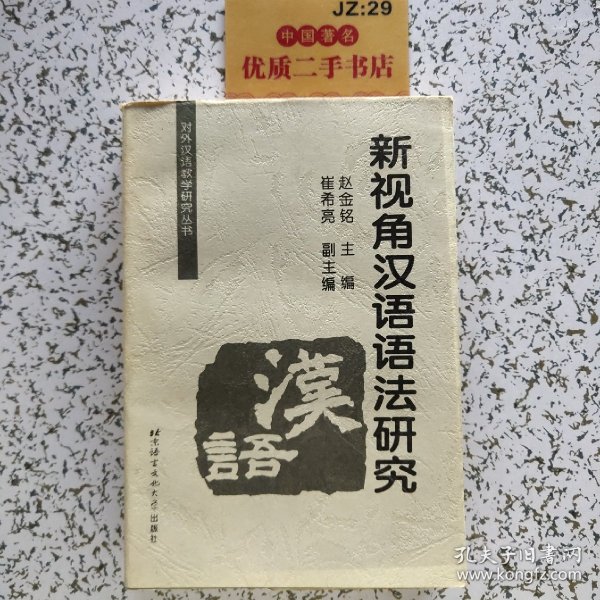 JZ:29
中国著名
优质二手书店
对外汉语教学研究丛书
新视角汉语语法研究
赵金铭 主编
崔希亮 副主编
漢
語
北京语言文化大学出版社
孔夫子旧书网
www.kongfz.com